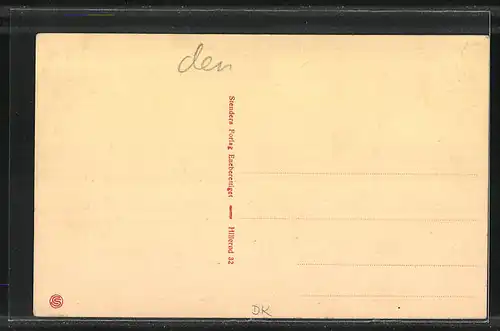 den
Stenders Forlag Eneberettiget — Hillerød 32
DK